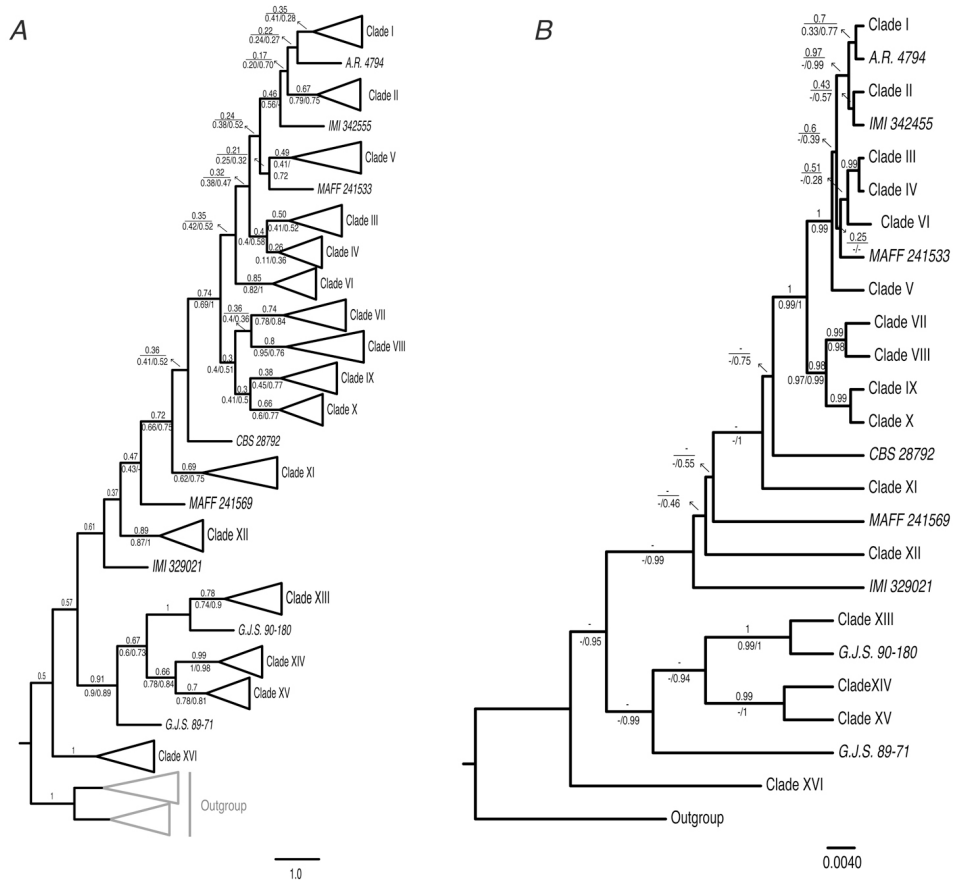 A
0.35
0.41/0.28
Clade I
0.22
0.24/0.27
A.R. 4794
0.17
0.20/0.70
0.67
0.79/0.75
Clade II
0.46
0.56/-
IMI 342555
0.24
0.38/0.52
0.49
0.41/
0.72
Clade V
0.21
0.25/0.32
MAFF 241533
0.32
0.38/0.47
0.50
0.41/0.52
Clade III
0.35
0.42/0.52
0.4
0.4/0.58
0.26
0.11/0.36
Clade IV
0.85
0.82/1
Clade VI
0.74
0.69/1
0.36
0.4/0.36
0.74
0.78/0.84
Clade VII
0.8
0.95/0.76
Clade VIII
0.36
0.41/0.52
0.3
0.4/0.51
0.38
0.45/0.77
Clade IX
0.3
0.41/0.5
0.66
0.6/0.77
Clade X
0.72
0.66/0.75
CBS 28792
0.47
0.43/-
0.69
0.62/0.75
Clade XI
0.37
MAFF 241569
0.61
0.89
0.87/1
Clade XII
IMI 329021
0.57
0.78
0.74/0.9
Clade XIII
1
G.J.S. 90-180
0.67
0.6/0.73
0.99
1/0.98
Clade XIV
0.66
0.78/0.84
0.5
0.91
0.9/0.89
0.7
0.78/0.81
Clade XV
G.J.S. 89-71
1
Clade XVI
1
Outgroup
1.0
B
0.7
0.33/0.77
Clade I
0.97
-/0.99
A.R. 4794
0.43
-/0.57
Clade II
IMI 342455
0.6
-/0.39
0.99
Clade III
0.51
-/0.28
Clade IV
1
0.99
Clade VI
0.25
-/-
MAFF 241533
1
0.99/1
Clade V
0.99
0.98
Clade VII
Clade VIII
-
-/0.75
0.98
0.97/0.99
0.99
Clade IX
Clade X
-
-/1
CBS 28792
-
-/0.55
Clade XI
-
-/0.46
MAFF 241569
-
-/0.99
Clade XII
IMI 329021
-
-/0.95
1
0.99/1
Clade XIII
G.J.S. 90-180
-
-/0.94
0.99
-/1
CladeXIV
-
-/0.99
Clade XV
G.J.S. 89-71
Clade XVI
Outgroup
0.0040